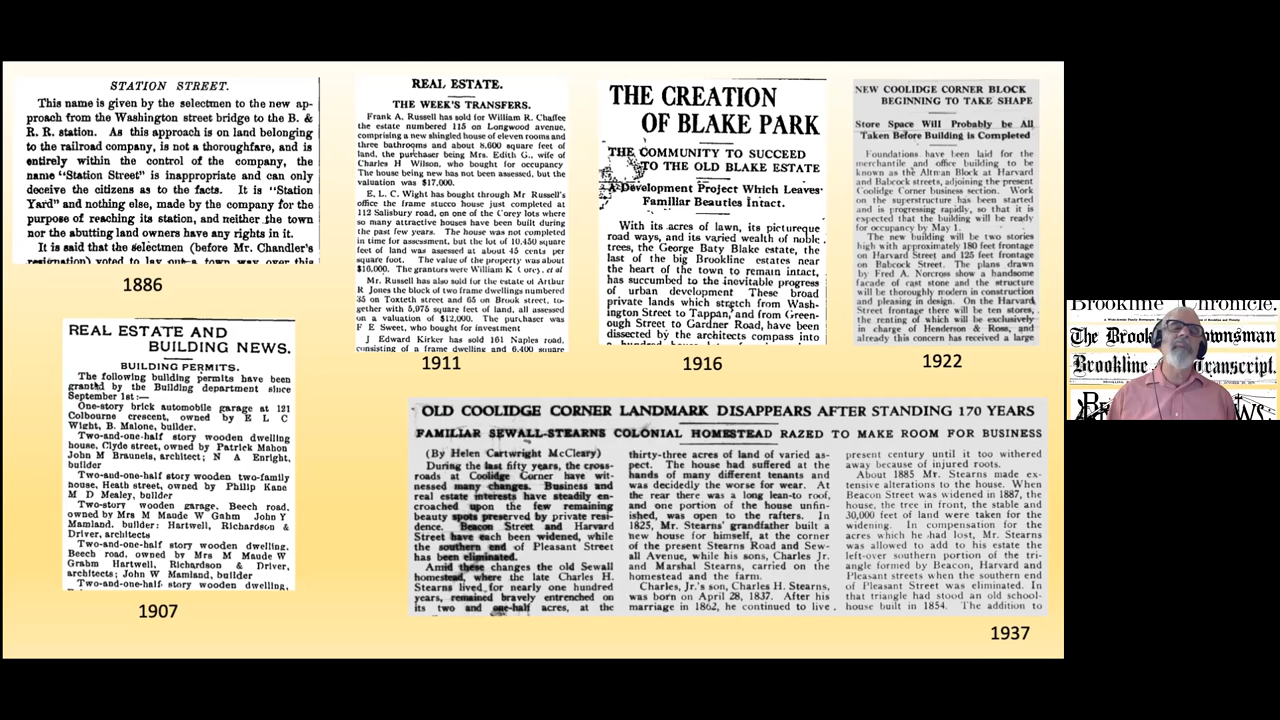 STATION STREET.
This name is given by the selectmen to the new ap-
proach from the Washington street bridge to the B. &
R. R. station. As this approach is on land belonging
to the railroad company, is not a thoroughfare, and is
entirely within the control of the company, the
name "Station Street" is inappropriate and can only
deceive the citizens as to the facts. It is "Station
Yard" and nothing else, made by the company for the
purpose of reaching its station, and neither the town
nor the abutting land owners have any rights in it.
It is said that the selectmen (before Mr. Chandler's
resignation) voted to lay out a town way over this
1886
REAL ESTATE AND
BUILDING NEWS.
BUILDING PERMITS.
The following building permits have been
granted by the Building department since
September 1st:—
One-story brick automobile garage at 121
Colbourne crescent, owned by E L C
Wight, B. Malone, builder.
Two-and-one-half story wooden dwelling
house, Clyde street, owned by Patrick Mahon
John M Brauneis, architect; N A Enright,
builder
Two-and-one-half story wooden two-family
house, Heath street, owned by Philip Kane
M D Mealey, builder
Two-story wooden garage, Beech road,
owned by Mrs M Maude W Gahm John Y
Mamland, builder: Hartwell, Richardson &
Driver, architects
Two-and-one-half story wooden dwelling,
Beech road, owned by Mrs M Maude W
Grahm Hartwell, Richardson & Driver,
architects; John W Mamland, builder
Two-and-one-half story wooden dwelling,
1907
REAL ESTATE.
THE WEEK'S TRANSFERS.
Frank A. Russell has sold for William R. Chaffee
the estate numbered 115 on Longwood avenue,
comprising a new shingled house of eleven rooms and
three bathrooms and about 8,600 square feet of
land, the purchaser being Mrs. Edith G., wife of
Charles H Wilson, who bought for occupancy
The house being new has not been assessed, but the
valuation was $17,000.
E. L. C. Wight has bought through Mr Russell's
office the frame stucco house just completed at
112 Salisbury road, on one of the Corey lots where
so many attractive houses have been built during
the past few years. The house was not completed
in time for assessment, but the lot of 10,450 square
feet of land was assessed at about 45 cents per
square foot. The value of the property was about
$16,000. The grantors were William K Corey, et al
Mr. Russell has also sold for the estate of Arthur
R Jones the block of two frame dwellings numbered
35 on Toxteth street and 65 on Brook street, to-
gether with 5,975 square feet of land, all assessed
on a valuation of $12,000. The purchaser was
F E Sweet, who bought for investment
J Edward Kirker has sold 161 Naples road,
consisting of a frame dwelling and 6,400 square
1911
THE CREATION
OF BLAKE PARK
THE COMMUNITY TO SUCCEED
TO THE OLD BLAKE ESTATE
A Development Project Which Leaves
Familiar Beauties Intact.
With its acres of lawn, its picturesque
road ways, and its varied wealth of noble
trees, the George Baty Blake estate, the
last of the big Brookline estates near
the heart of the town to remain intact,
has succumbed to the inevitable progress
of urban development These broad
private lands which stretch from Wash-
ington Street to Tappan, and from Green-
ough Street to Gardner Road, have been
dissected by the architects compass into
1916
NEW COOLIDGE CORNER BLOCK
BEGINNING TO TAKE SHAPE
Store Space Will Probably be All
Taken Before Building is Completed
Foundations have been laid for the
merchantile and office building to be
known as the Altman Block at Harvard
and Babcock streets, adjoining the present
Coolidge Corner business section. Work
on the superstructure has been started
and is progressing rapidly, so that it is
expected that the building will be ready
for occupancy by May 1.
The new building will be two stories
high with approximately 180 feet frontage
on Harvard Street and 125 feet frontage
on Babcock Street. The plans drawn
by Fred A. Norcross show a handsome
facade of cast stone and the structure
will be thoroughly modern in construction
and pleasing in design. On the Harvard
Street frontage there will be ten stores,
the renting of which will be exclusively
in charge of Henderson & Ross, and
already this concern has received a large
1922
OLD COOLIDGE CORNER LANDMARK DISAPPEARS AFTER STANDING 170 YEARS
FAMILIAR SEWALL-STEARNS COLONIAL HOMESTEAD RAZED TO MAKE ROOM FOR BUSINESS
(By Helen Cartwright McCleary)
During the last fifty years, the cross-
roads at Coolidge Corner have wit-
nessed many changes. Business and
real estate interests have steadily en-
croached upon the few remaining
beauty spots preserved by private resi-
dence. Beacon Street and Harvard
Street have each been widened, while
the southern end of Pleasant Street
has been eliminated.
Amid these changes the old Sewall
homestead, where the late Charles H.
Stearns lived for nearly one hundred
years, remained bravely entrenched on
its two and one-half acres, at the
thirty-three acres of land of varied as-
pect. The house had suffered at the
hands of many different tenants and
was decidedly the worse for wear. At
the rear there was a long lean-to roof,
and one portion of the house unfin-
ished, was open to the rafters. In
1825, Mr. Stearns' grandfather built a
new house for himself, at the corner
of the present Stearns Road and Sew-
all Avenue, while his sons, Charles Jr.
and Marshal Stearns, carried on the
homestead and the farm.
Charles, Jr.'s son, Charles H. Stearns,
was born on April 28, 1837. After his
marriage in 1862, he continued to live
present century until it too withered
away because of injured roots.
About 1885 Mr. Stearns made ex-
tensive alterations to the house. When
Beacon Street was widened in 1887, the
house, the tree in front, the stable and
30,000 feet of land were taken for the
widening. In compensation for the
acres which he had lost, Mr. Stearns
was allowed to add to his estate the
left-over southern portion of the tri-
angle formed by Beacon, Harvard and
Pleasant streets when the southern end
of Pleasant Street was eliminated. In
that triangle had stood an old school-
house built in 1854. The addition to
1937
Brookline Chronicle.
The Brook ownsman
Brookline Transcript.